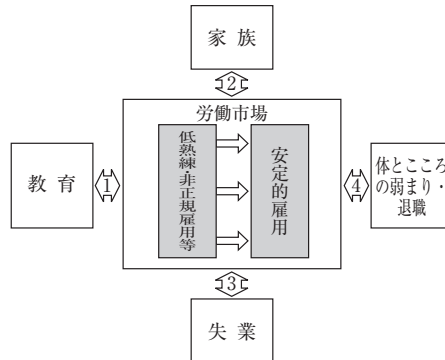 家族
2
労働市場
低熟練・非正規雇用等
安定的雇用
教育
1
4
体とこころ
の弱まり・
退職
3
失業